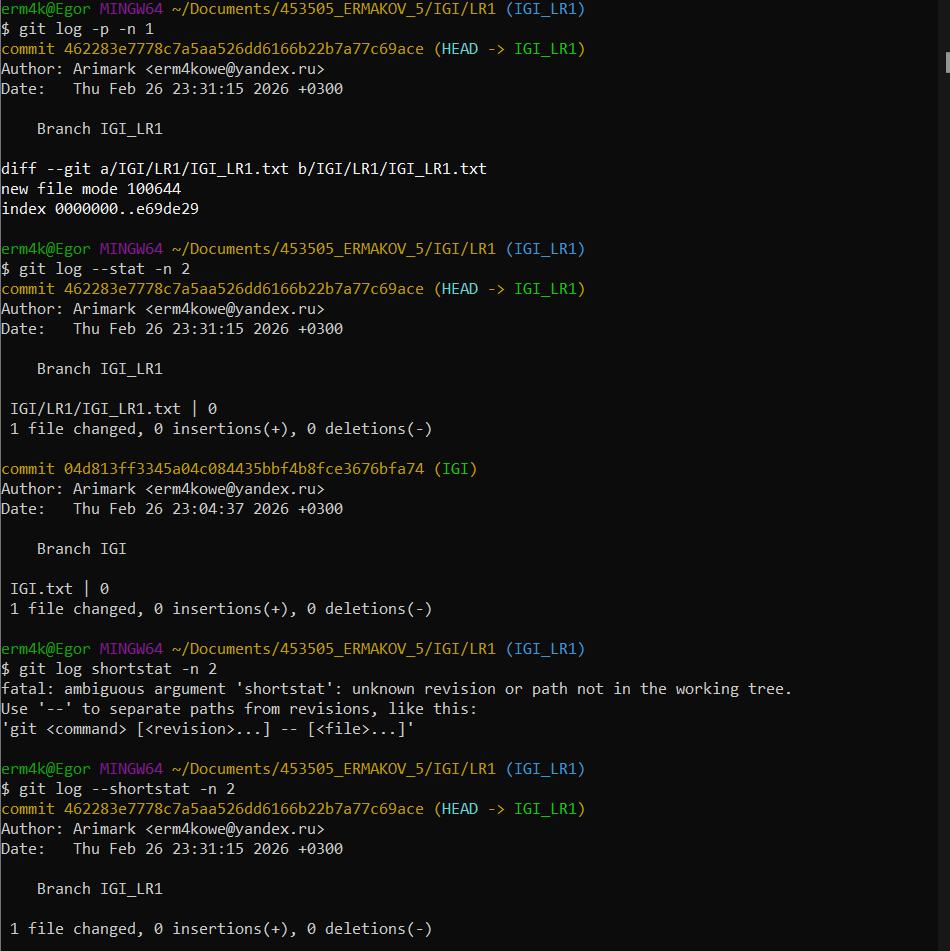 erm4k@Egor MINGW64 ~/Documents/453505_ERMAKOV_5/IGI/LR1 (IGI_LR1)
$ git log -p -n 1
commit 462283e7778c7a5aa526dd6166b22b7a77c69ace (HEAD -> IGI_LR1)
Author: Arimark <erm4kowe@yandex.ru>
Date:   Thu Feb 26 23:31:15 2026 +0300

    Branch IGI_LR1

diff --git a/IGI/LR1/IGI_LR1.txt b/IGI/LR1/IGI_LR1.txt
new file mode 100644
index 0000000..e69de29

erm4k@Egor MINGW64 ~/Documents/453505_ERMAKOV_5/IGI/LR1 (IGI_LR1)
$ git log --stat -n 2
commit 462283e7778c7a5aa526dd6166b22b7a77c69ace (HEAD -> IGI_LR1)
Author: Arimark <erm4kowe@yandex.ru>
Date:   Thu Feb 26 23:31:15 2026 +0300

    Branch IGI_LR1

 IGI/LR1/IGI_LR1.txt | 0
 1 file changed, 0 insertions(+), 0 deletions(-)

commit 04d813ff3345a04c084435bbf4b8fce3676bfa74 (IGI)
Author: Arimark <erm4kowe@yandex.ru>
Date:   Thu Feb 26 23:04:37 2026 +0300

    Branch IGI

 IGI.txt | 0
 1 file changed, 0 insertions(+), 0 deletions(-)

erm4k@Egor MINGW64 ~/Documents/453505_ERMAKOV_5/IGI/LR1 (IGI_LR1)
$ git log shortstat -n 2
fatal: ambiguous argument 'shortstat': unknown revision or path not in the working tree.
Use '--' to separate paths from revisions, like this:
'git <command> [<revision>...] -- [<file>...]'

erm4k@Egor MINGW64 ~/Documents/453505_ERMAKOV_5/IGI/LR1 (IGI_LR1)
$ git log --shortstat -n 2
commit 462283e7778c7a5aa526dd6166b22b7a77c69ace (HEAD -> IGI_LR1)
Author: Arimark <erm4kowe@yandex.ru>
Date:   Thu Feb 26 23:31:15 2026 +0300

    Branch IGI_LR1

 1 file changed, 0 insertions(+), 0 deletions(-)